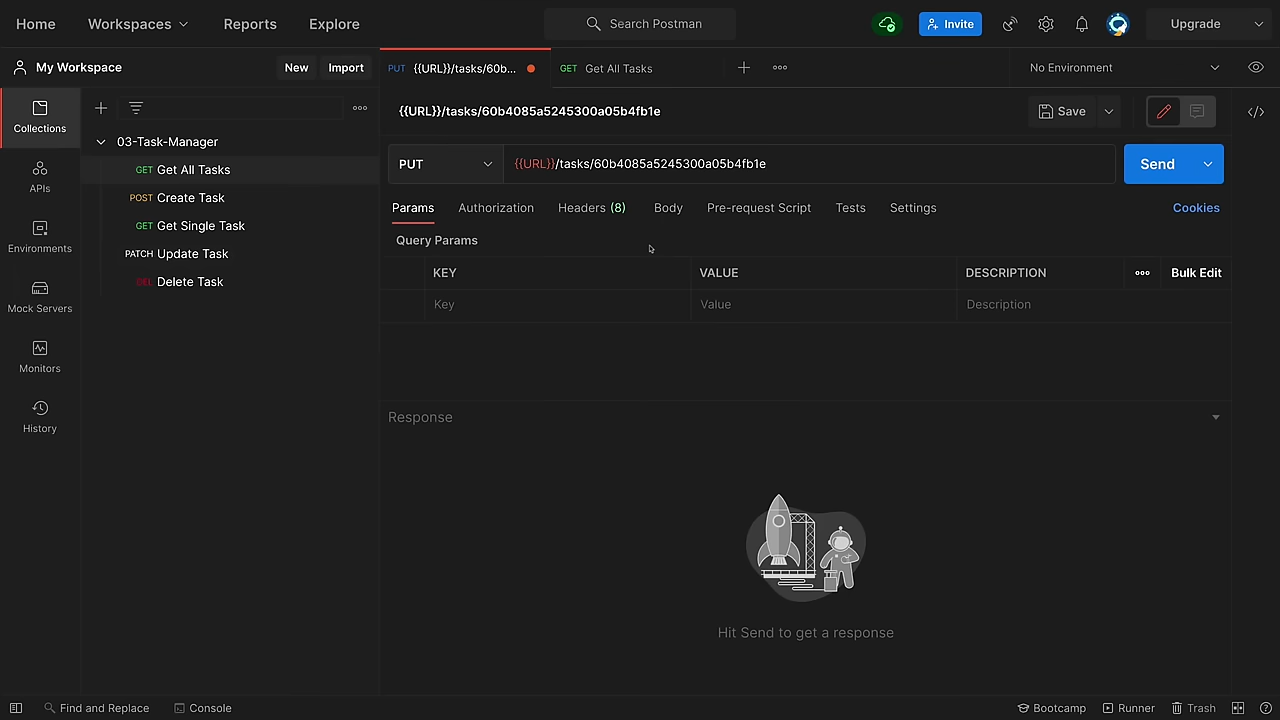 Home Workspaces Reports Explore Search Postman Invite Upgrade
My Workspace New Import PUT {{URL}}/tasks/60b... GET Get All Tasks No Environment
Collections
03-Task-Manager
GET Get All Tasks
POST Create Task
GET Get Single Task
PATCH Update Task
DEL Delete Task
APIs
Environments
Mock Servers
Monitors
History
{{URL}}/tasks/60b4085a5245300a05b4fb1e Save
PUT {{URL}}/tasks/60b4085a5245300a05b4fb1e Send
Params Authorization Headers (8) Body Pre-request Script Tests Settings Cookies
Query Params
KEY VALUE DESCRIPTION Bulk Edit
Key Value Description
Response
Hit Send to get a response
Find and Replace Console Bootcamp Runner Trash